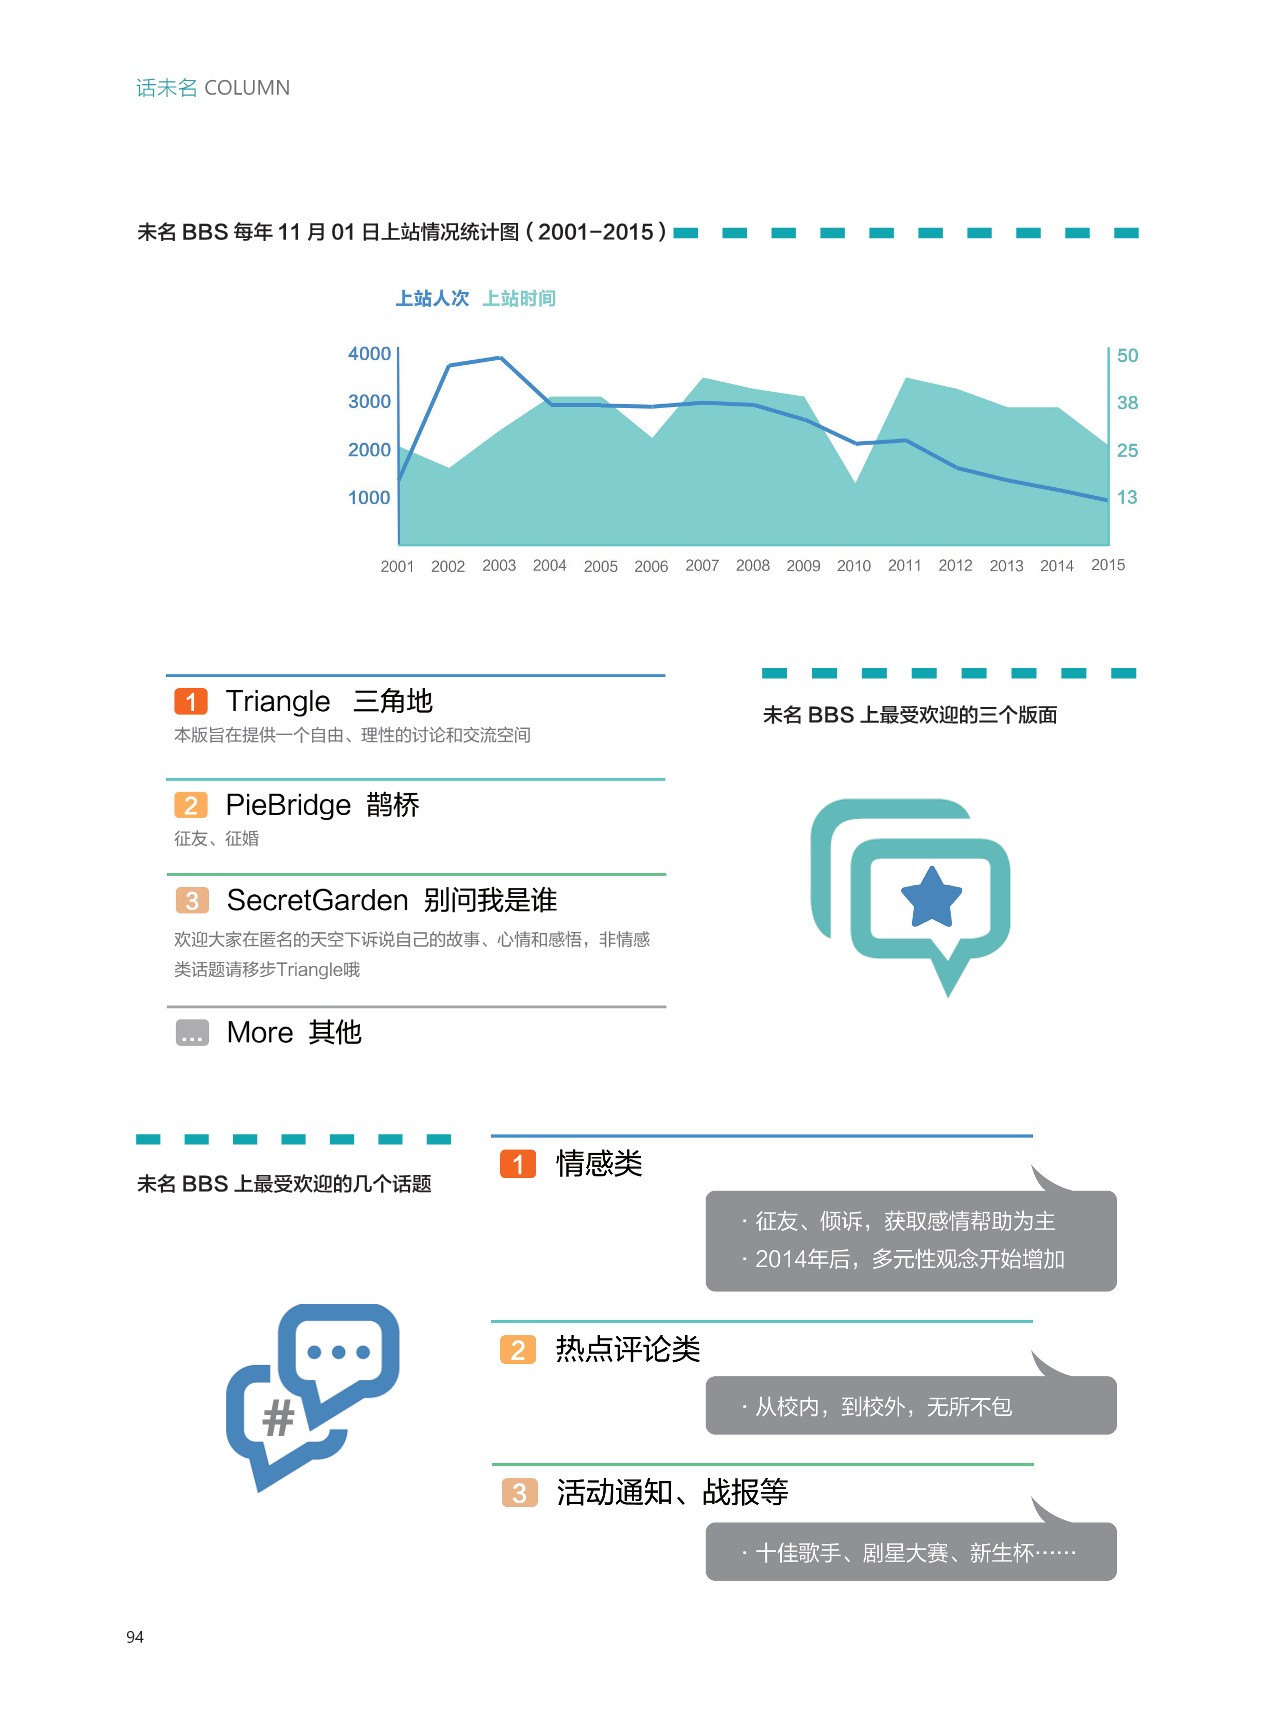 话未名 COLUMN
未名 BBS 每年 11 月 01 日上站情况统计图（2001-2015）
上站人次 上站时间
4000
3000
2000
1000
50
38
25
13
2001 2002 2003 2004 2005 2006 2007 2008 2009 2010 2011 2012 2013 2014 2015
1 Triangle 三角地
本版旨在提供一个自由、理性的讨论和交流空间
2 PieBridge 鹊桥
征友、征婚
3 SecretGarden 别问我是谁
欢迎大家在匿名的天空下诉说自己的故事、心情和感悟，非情感
类话题请移步Triangle哦
... More 其他
未名 BBS 上最受欢迎的三个版面
未名 BBS 上最受欢迎的几个话题
#
1 情感类
· 征友、倾诉，获取感情帮助为主
· 2014年后，多元性观念开始增加
2 热点评论类
· 从校内，到校外，无所不包
3 活动通知、战报等
· 十佳歌手、剧星大赛、新生杯……
94